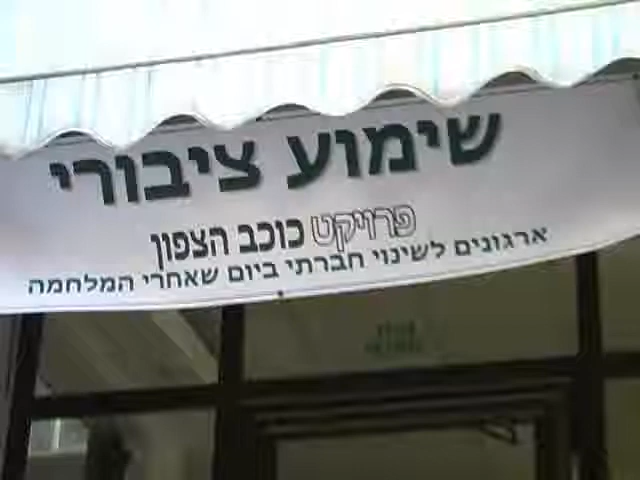 שימוע ציבורי
פרויקט כוכב הצפון
ארגונים לשינוי חברתי ביום שאחרי המלחמה